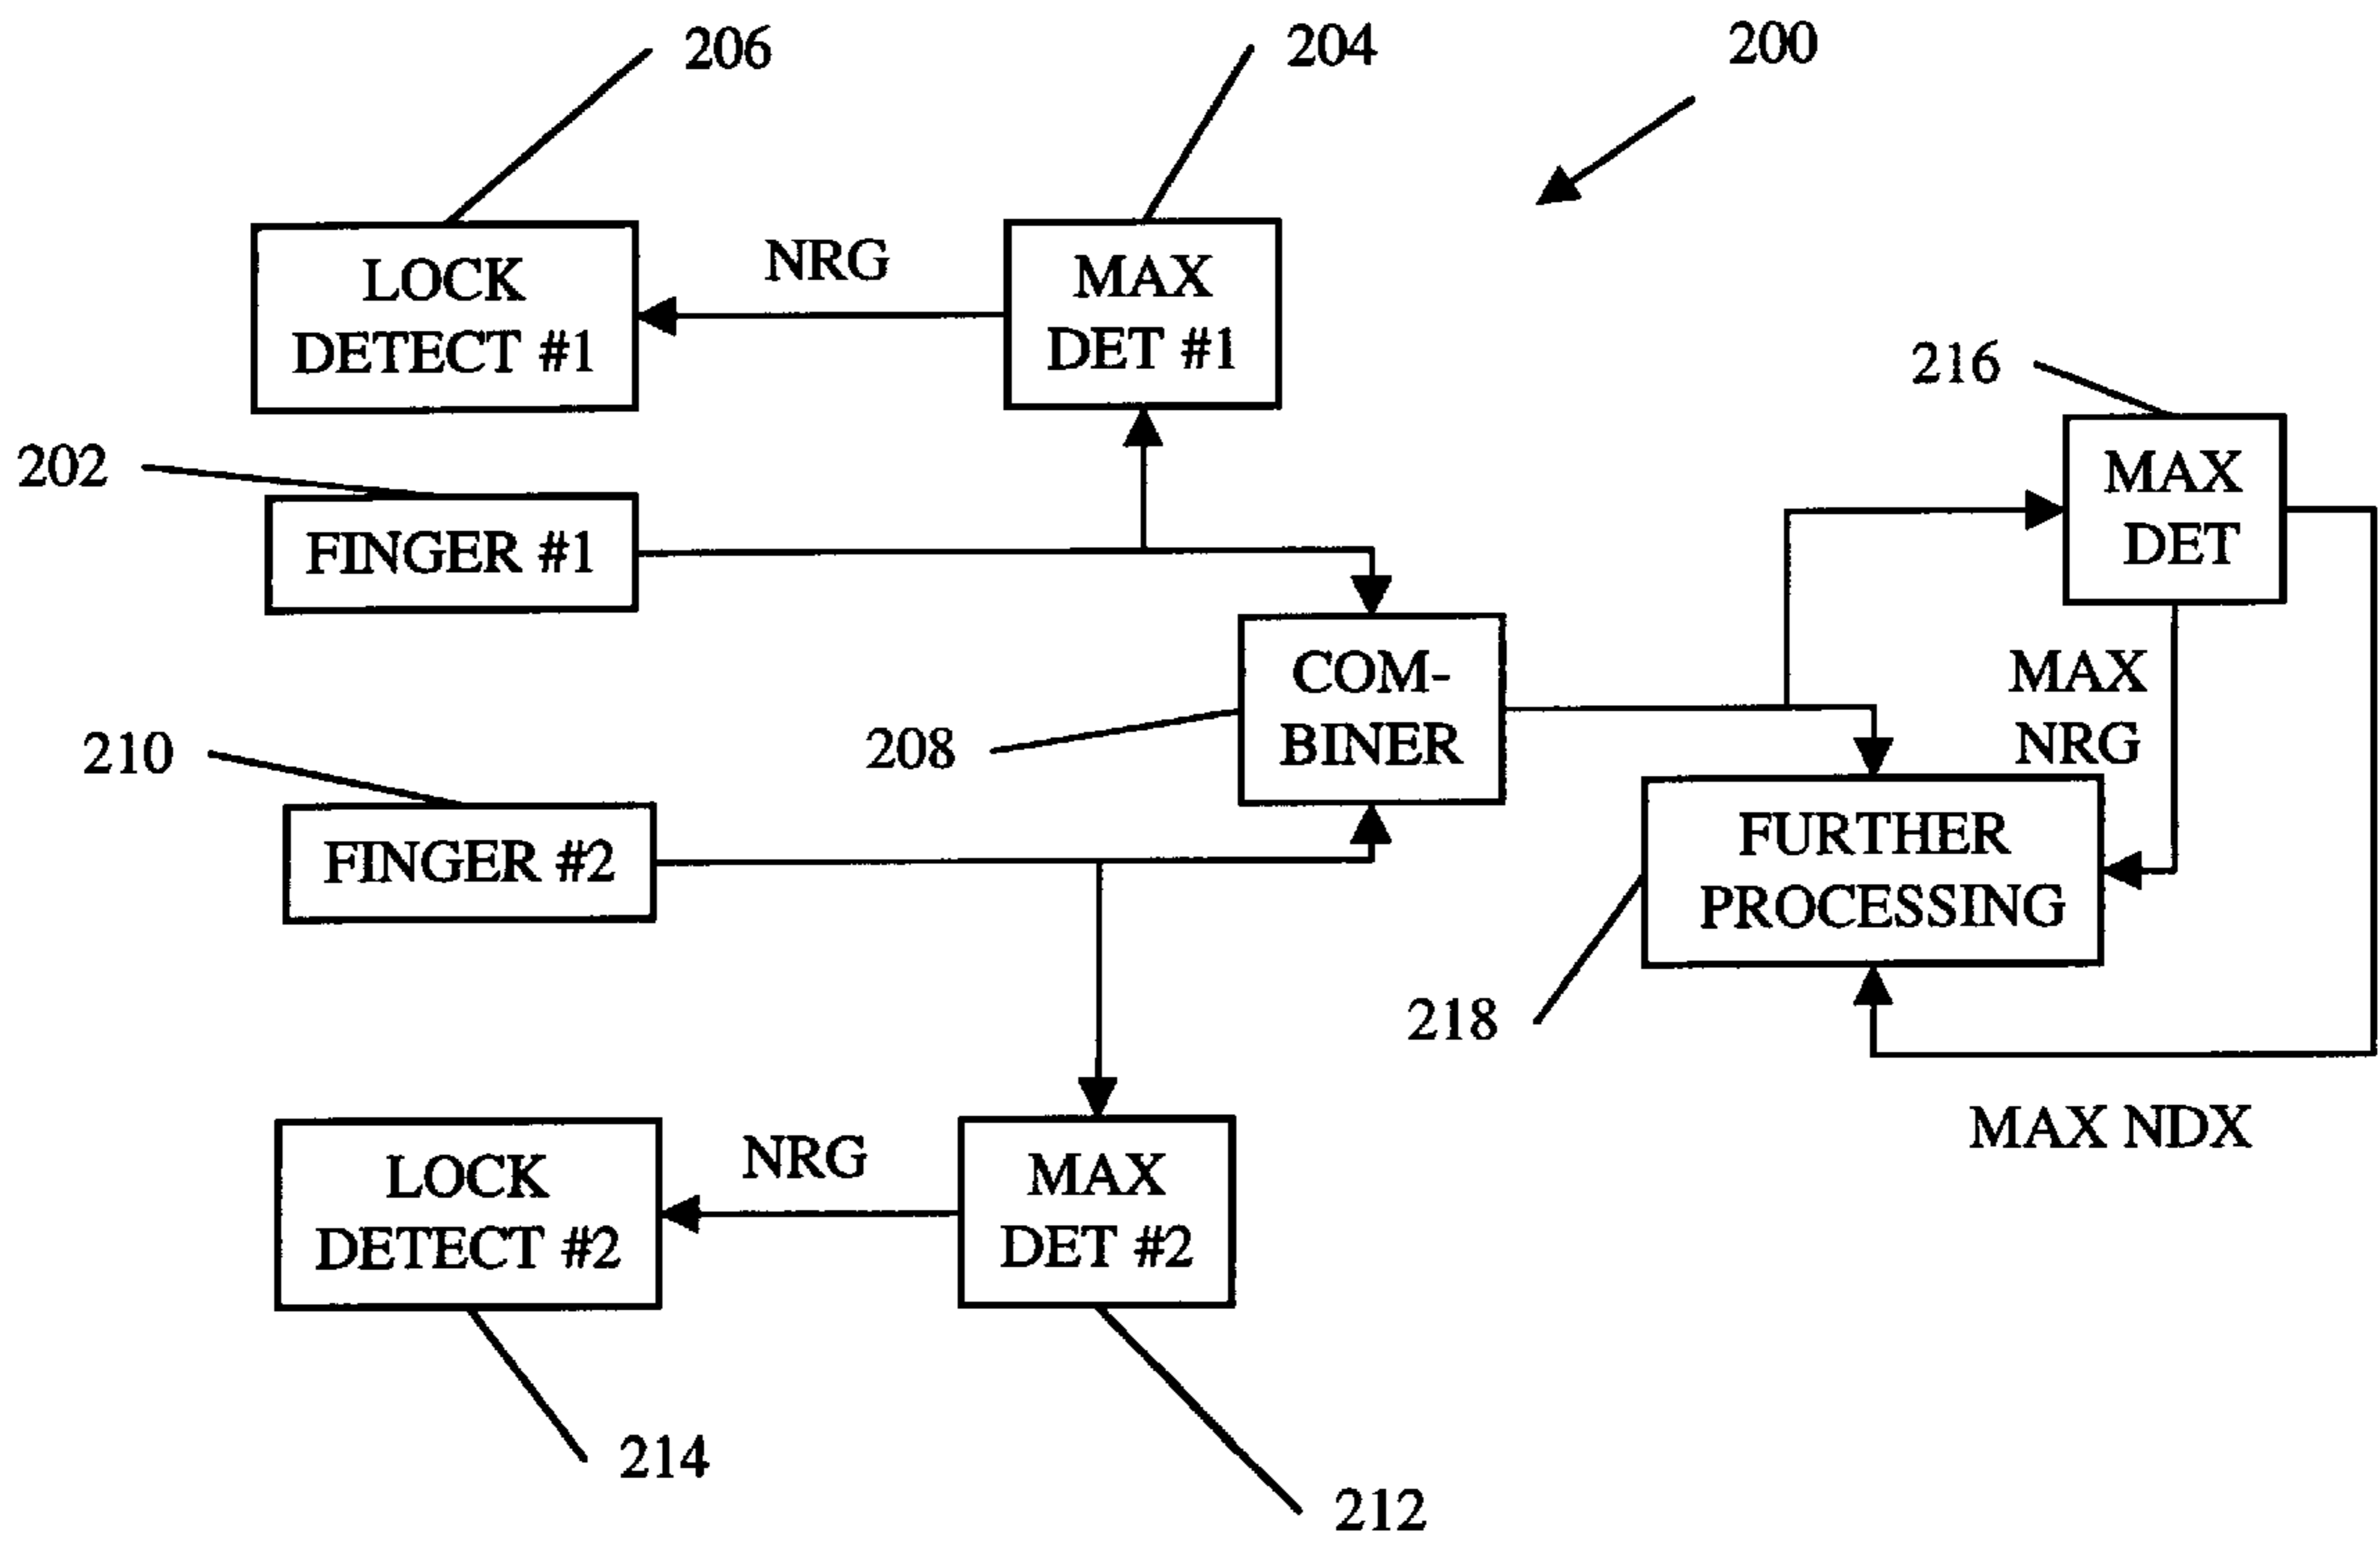 206
204
200
LOCK
DETECT #1
NRG
MAX
DET #1
216
202
FINGER #1
MAX
DET
COM-
BINER
208
MAX
NRG
210
FINGER #2
FURTHER
PROCESSING
218
MAX NDX
LOCK
DETECT #2
NRG
MAX
DET #2
214
212